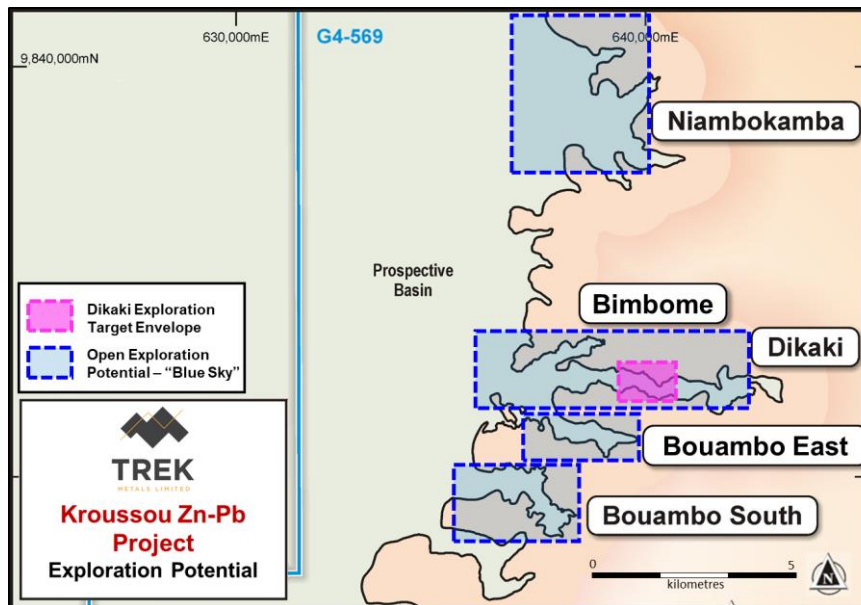 630,000mE
G4-569
640,000mE
9,840,000mN
Niambokamba
Prospective
Basin
Dikaki Exploration
Target Envelope
Open Exploration
Potential – "Blue Sky"
Bimbome
Dikaki
Bouambo East
Bouambo South
TREK
METALS LIMITED
Kroussou Zn-Pb
Project
Exploration Potential
0 5
kilometres
N